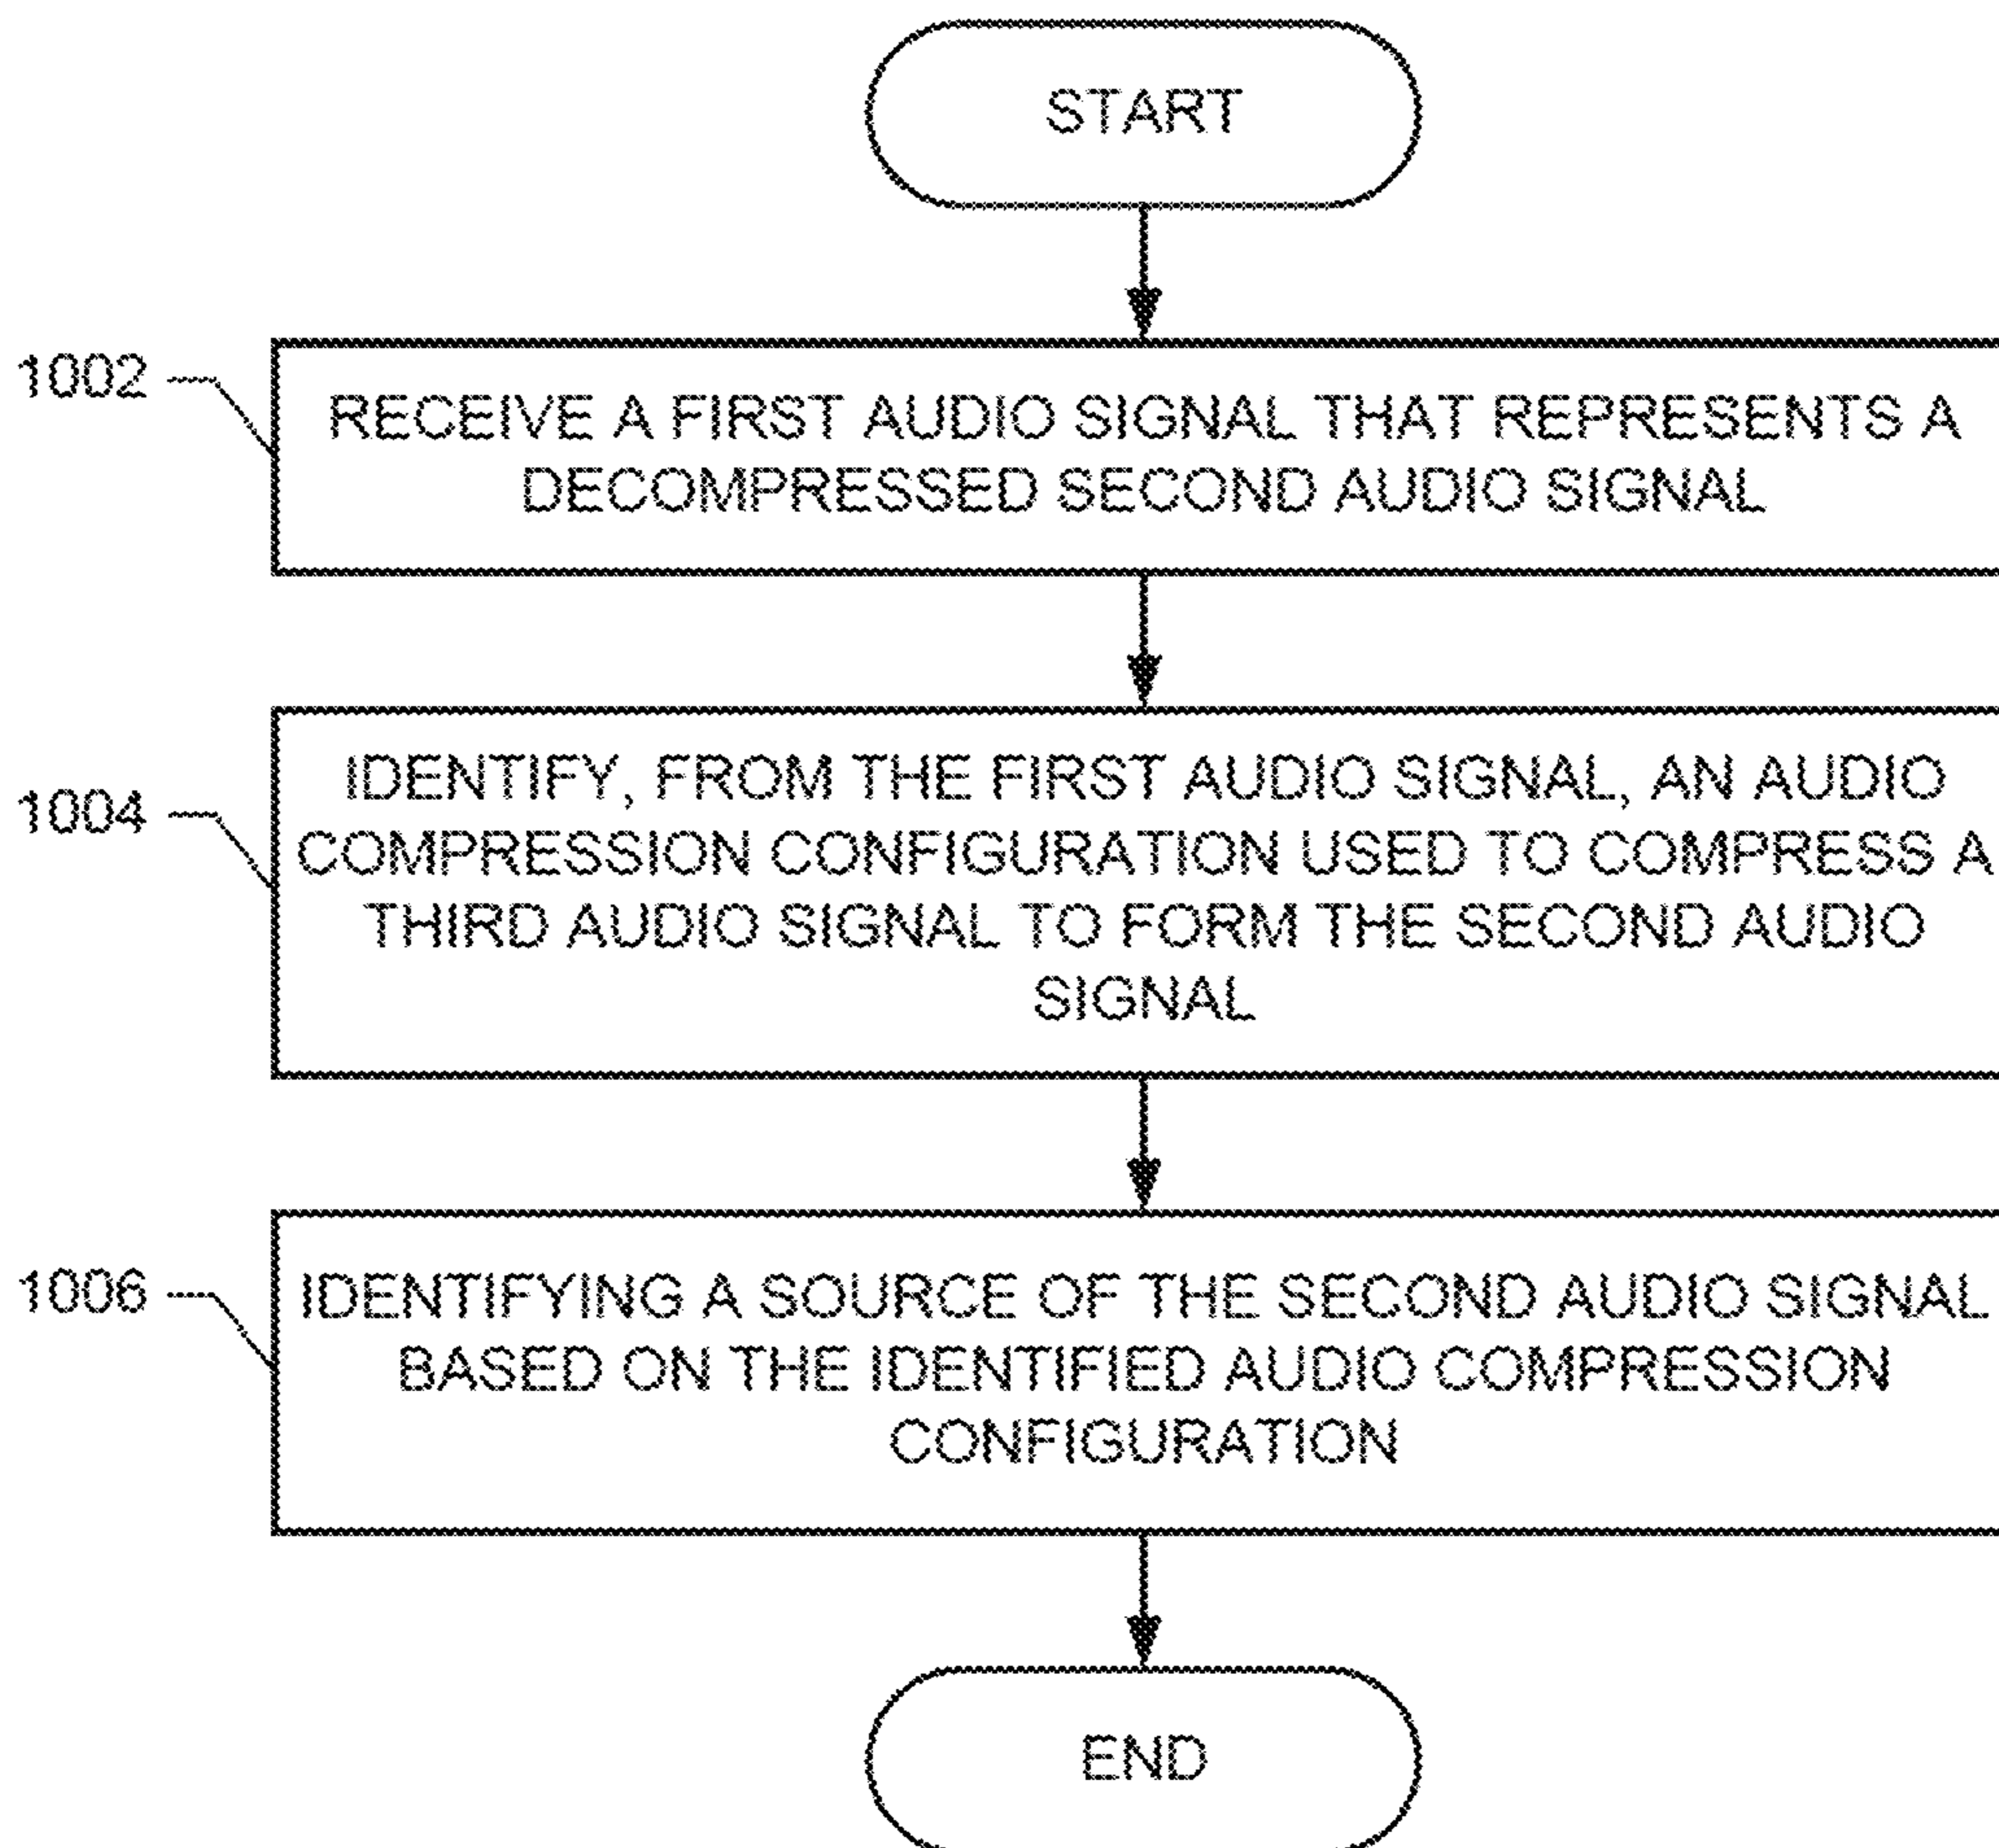 START
1002
RECEIVE A FIRST AUDIO SIGNAL THAT REPRESENTS A
DECOMPRESSED SECOND AUDIO SIGNAL
1004
IDENTIFY, FROM THE FIRST AUDIO SIGNAL, AN AUDIO
COMPRESSION CONFIGURATION USED TO COMPRESS A
THIRD AUDIO SIGNAL TO FORM THE SECOND AUDIO
SIGNAL
1006
IDENTIFYING A SOURCE OF THE SECOND AUDIO SIGNAL
BASED ON THE IDENTIFIED AUDIO COMPRESSION
CONFIGURATION
END